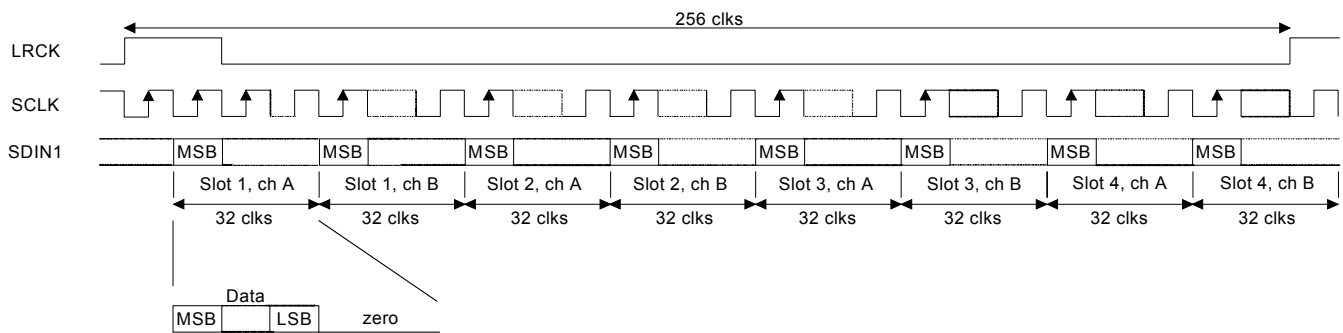 256 clks
LRCK
SCLK
SDIN1
MSB MSB MSB MSB MSB MSB MSB MSB
Slot 1, ch A Slot 1, ch B Slot 2, ch A Slot 2, ch B Slot 3, ch A Slot 3, ch B Slot 4, ch A Slot 4, ch B
32 clks 32 clks 32 clks 32 clks 32 clks 32 clks 32 clks 32 clks
Data
MSB LSB zero